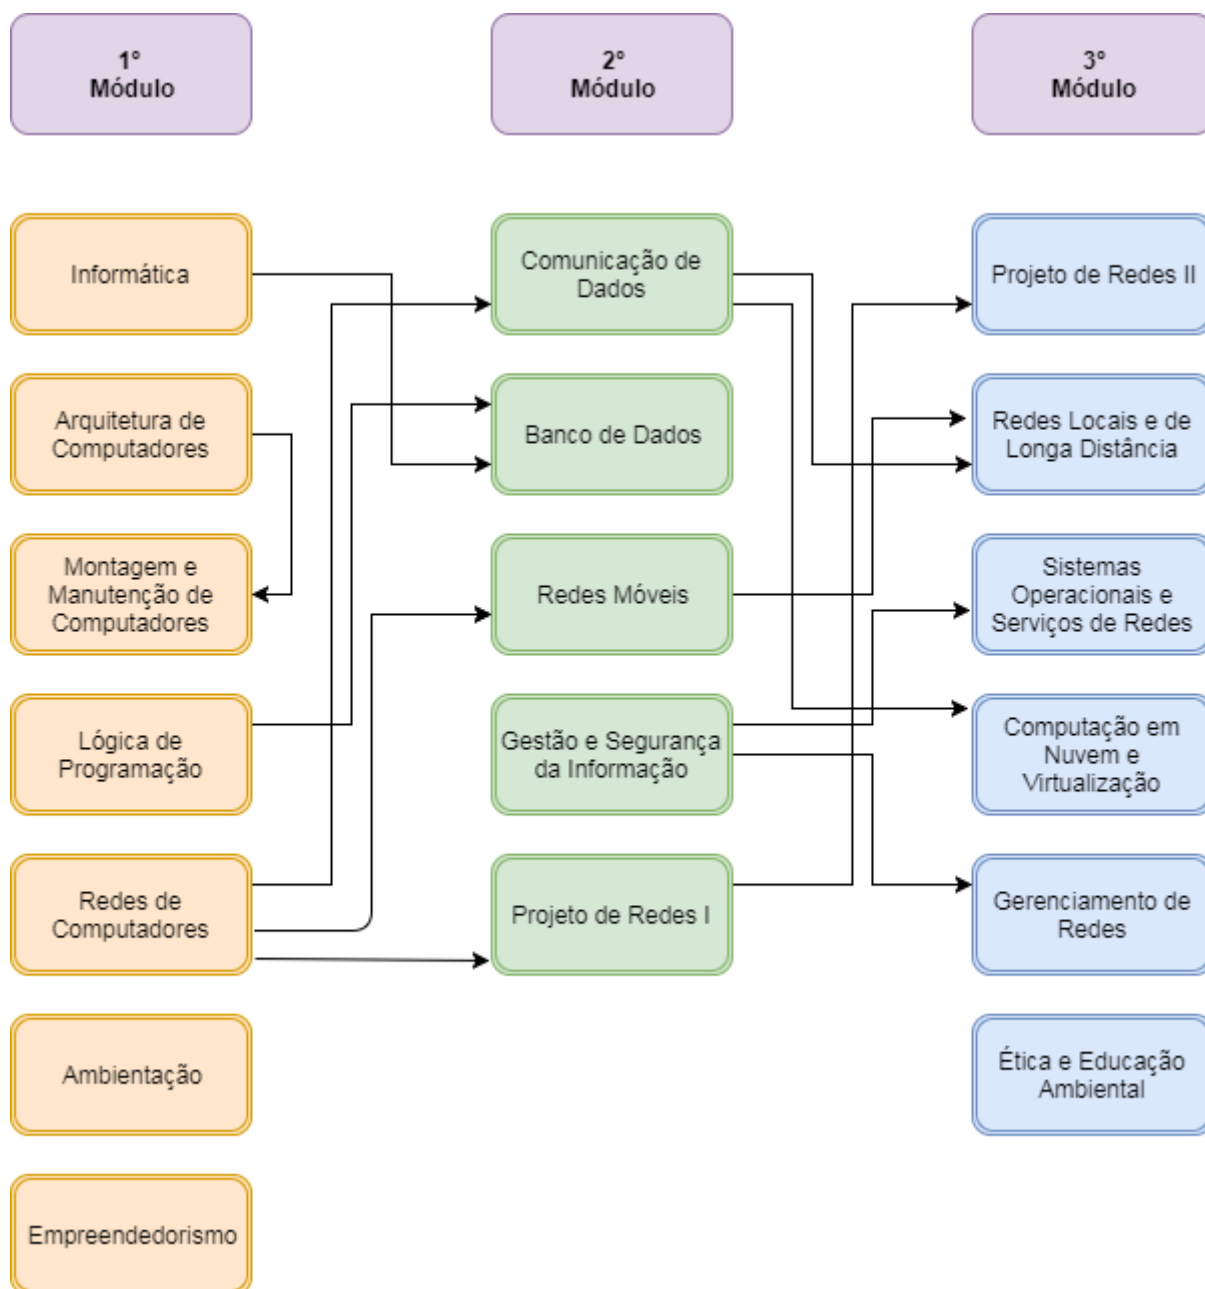 1°
Módulo
2°
Módulo
3°
Módulo
Informática
Comunicação de
Dados
Projeto de Redes II
Arquitetura de
Computadores
Banco de Dados
Redes Locais e de
Longa Distância
Montagem e
Manutenção de
Computadores
Redes Móveis
Sistemas
Operacionais e
Serviços de Redes
Lógica de
Programação
Gestão e Segurança
da Informação
Computação em
Nuvem e
Virtualização
Redes de
Computadores
Projeto de Redes I
Gerenciamento de
Redes
Ambientação
Ética e Educação
Ambiental
Empreendedorismo